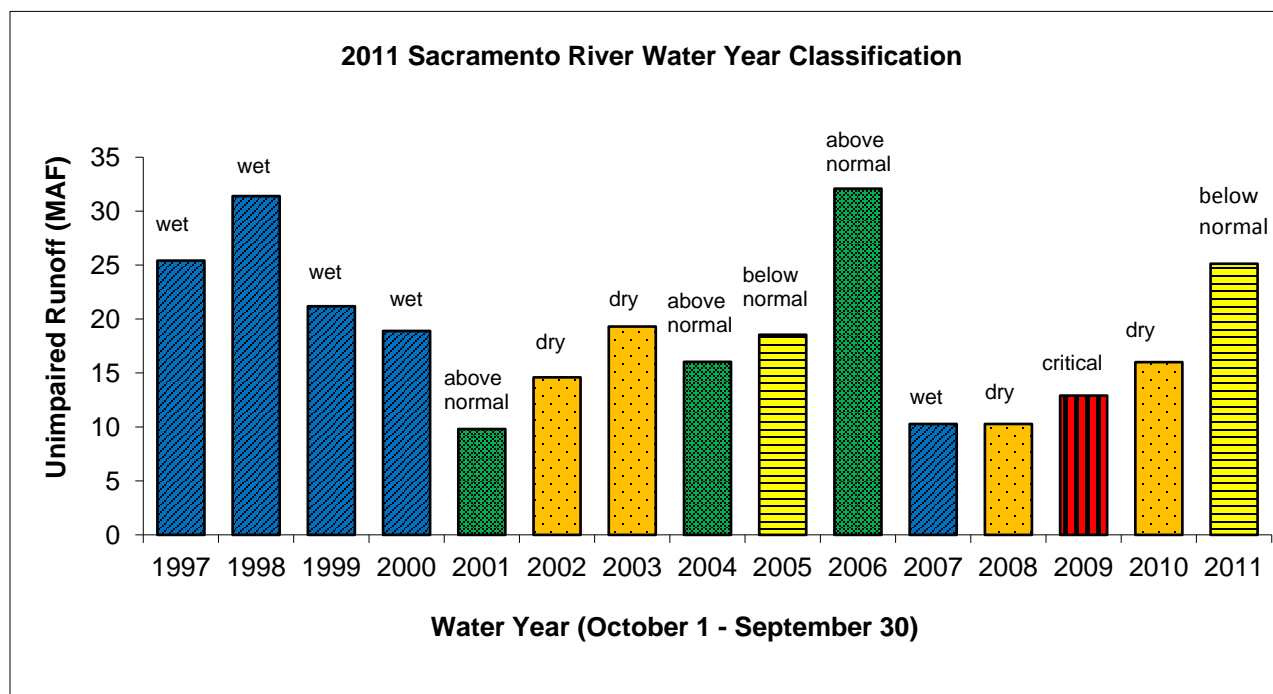 2011 Sacramento River Water Year Classification
Unimpaired Runoff (MAF)
35
30
25
20
15
10
5
0
wet
wet
wet
wet
above
normal
dry
dry
above
normal
below
normal
above
normal
wet
dry
critical
dry
below
normal
1997 1998 1999 2000 2001 2002 2003 2004 2005 2006 2007 2008 2009 2010 2011
Water Year (October 1 - September 30)